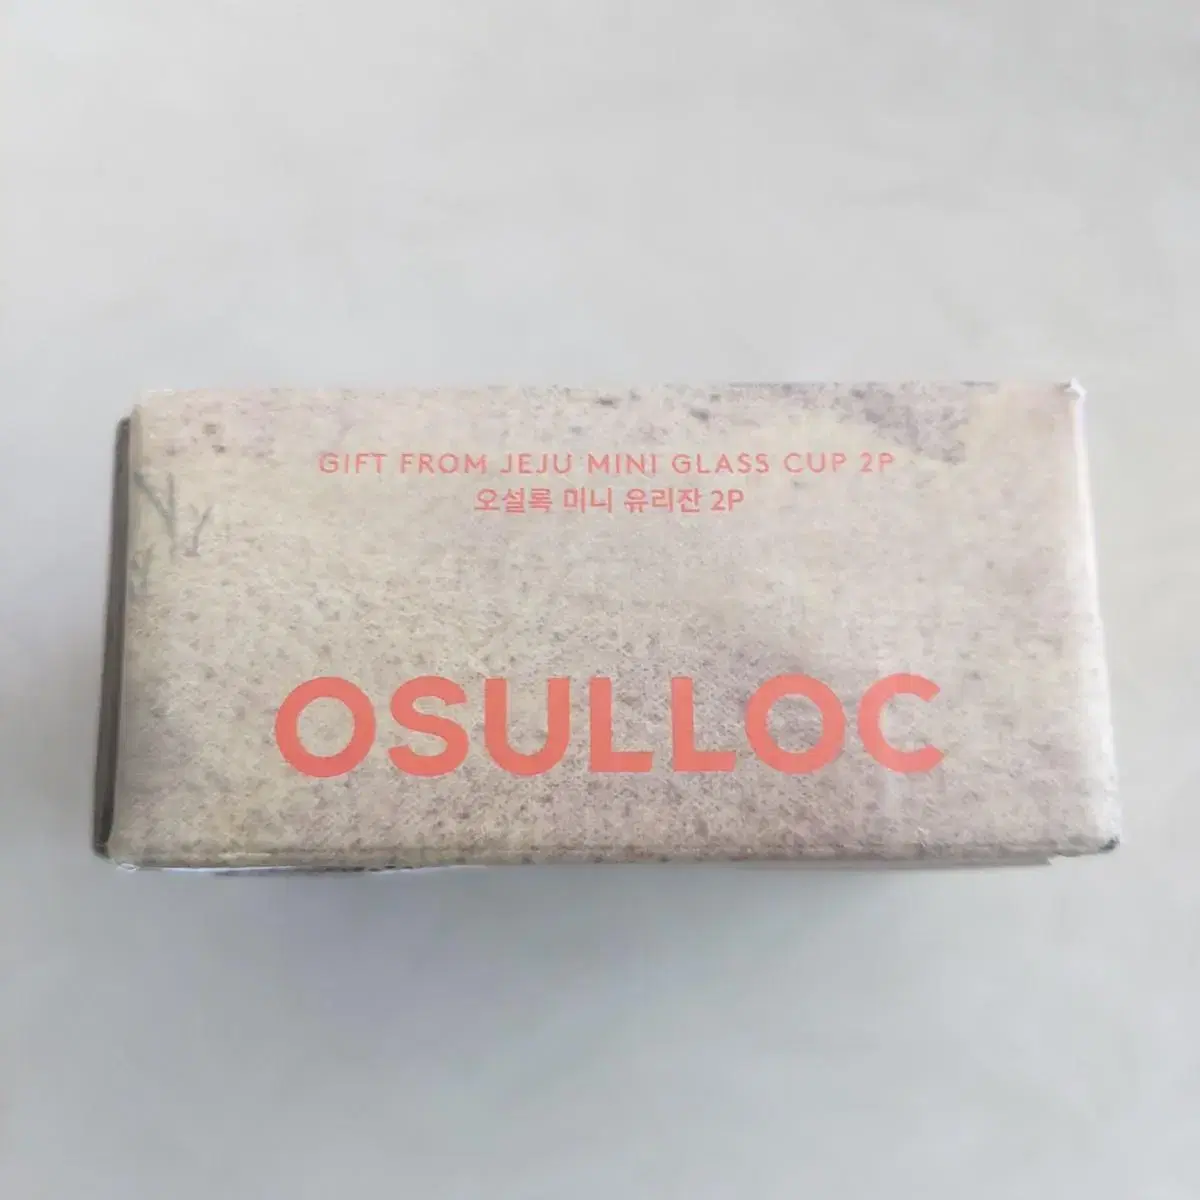 GIFT FROM JEJU MINI GLASS CUP 2P
오설록 미니 유리잔 2P
OSULLOC